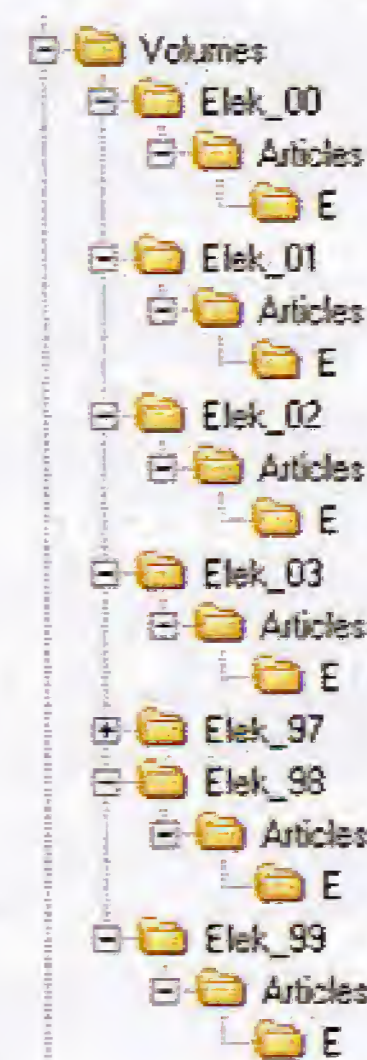 Volumes
Elek_00
Articles
E
Elek_01
Articles
E
Elek_02
Articles
E
Elek_03
Articles
E
Elek_97
Elek_98
Articles
E
Elek_99
Articles
E